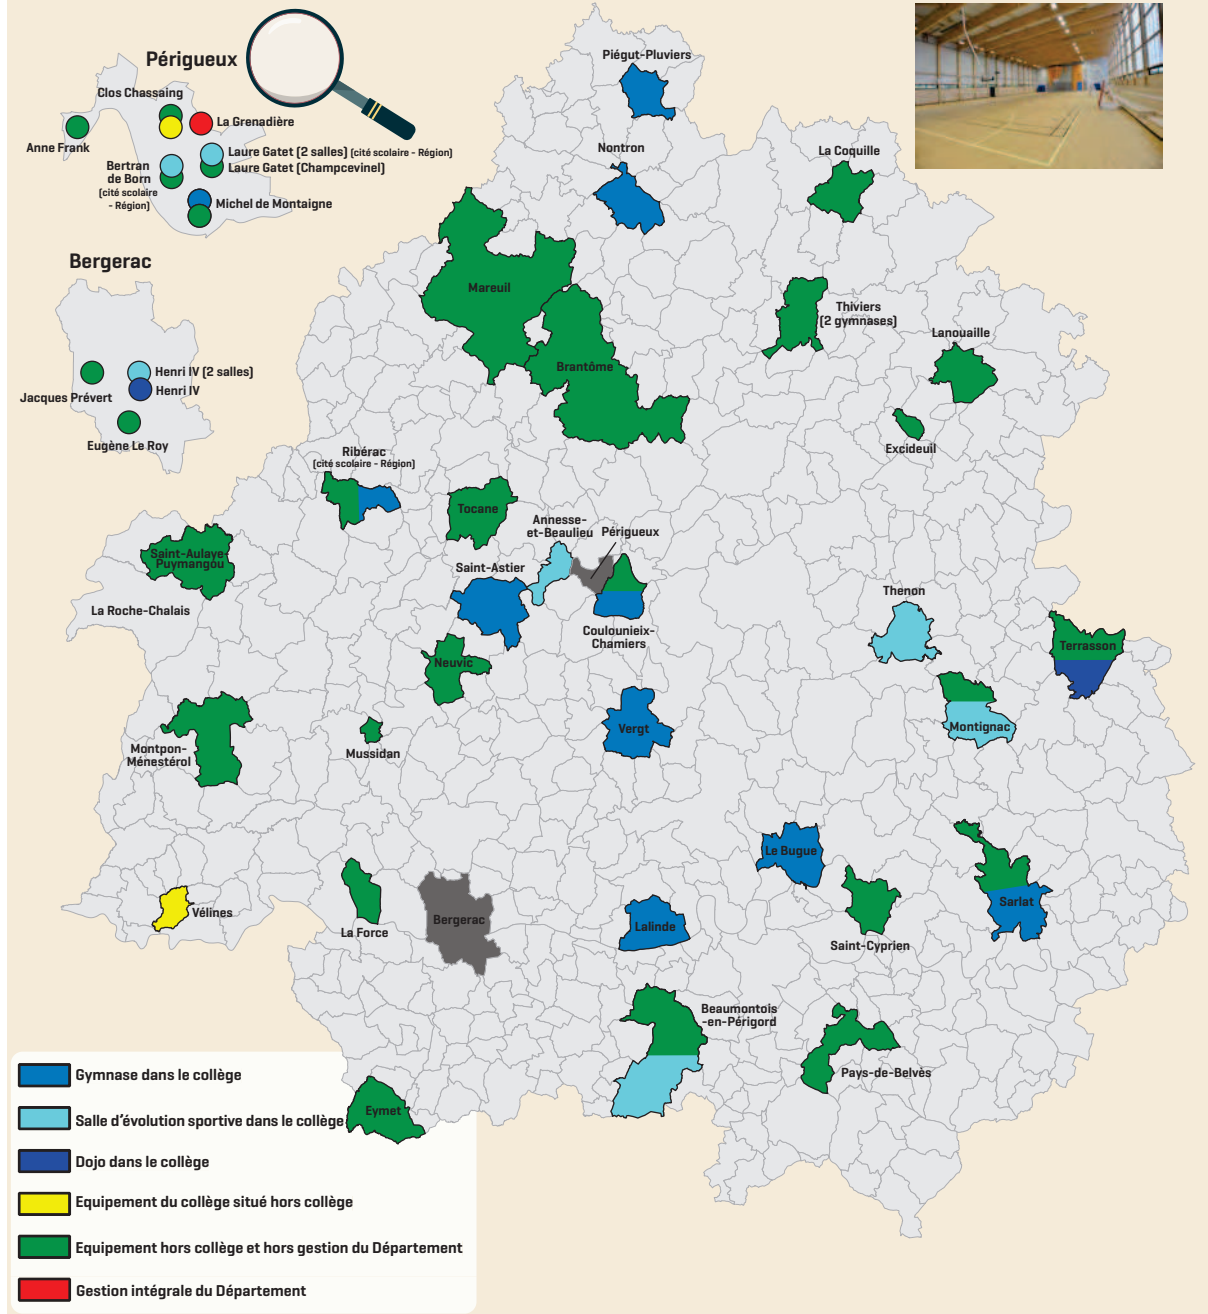 Périgueux
Clos Chassaing
La Grenadière
Anne Frank
Laure Gatet (2 salles) (cité scolaire - Région)
Laure Gatet (Champcevinel)
Bertran
de Born
(cité scolaire
- Région)
Michel de Montaigne
Bergerac
Henri IV (2 salles)
Henri IV
Jacques Prévert
Eugène Le Roy
Piégut-Pluviers
Nontron
La Coquille
Mareuil
Thiviers
(2 gymnases)
Lanouaille
Brantôme
Excideuil
Ribérac
(cité scolaire - Région)
Tocane
Annesse-
et-Beaulieu
Périgueux
Saint-Aulaye-
Puymangou
Saint-Astier
La Roche-Chalais
Thenon
Coulounieix-
Chamiers
Terrasson
Neuvic
Montignac
Vergt
Montpon-
Ménestérol
Mussidan
Le Bugue
Sarlat
Vélines
La Force
Bergerac
Lalinde
Saint-Cyprien
Beaumontois
-en-Périgord
Pays-de-Belvès
Eymet
Gymnase dans le collège
Salle d'évolution sportive dans le collège
Dojo dans le collège
Equipement du collège situé hors collège
Equipement hors collège et hors gestion du Département
Gestion intégrale du Département